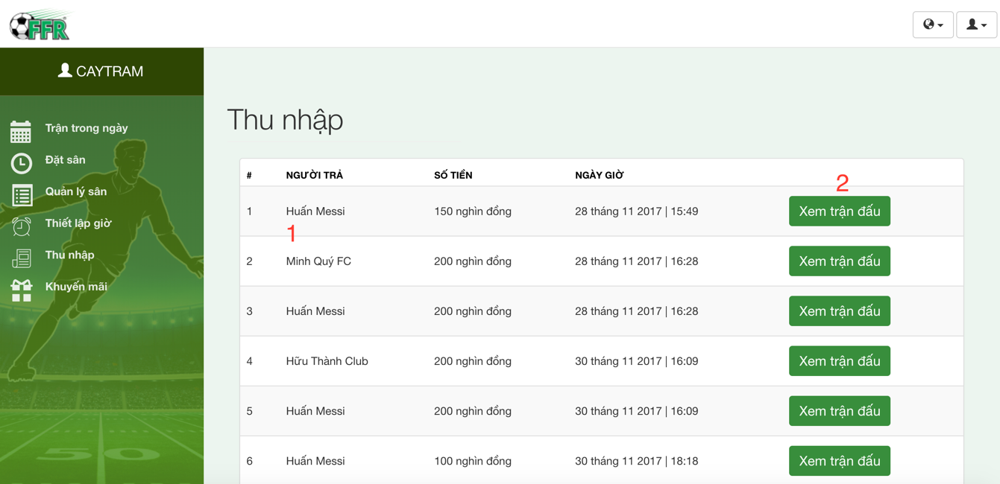 FFR
CAYTRAM
Trận trong ngày
Đặt sân
Quản lý sân
Thiết lập giờ
Thu nhập
Khuyến mãi
50
Thu nhập
# NGƯỜI TRẢ SỐ TIỀN NGÀY GIỜ
2
1 Huấn Messi 150 nghìn đồng 28 tháng 11 2017 | 15:49 Xem trận đấu
1
2 Minh Quý FC 200 nghìn đồng 28 tháng 11 2017 | 16:28 Xem trận đấu
3 Huấn Messi 200 nghìn đồng 28 tháng 11 2017 | 16:28 Xem trận đấu
4 Hữu Thành Club 200 nghìn đồng 30 tháng 11 2017 | 16:09 Xem trận đấu
5 Huấn Messi 200 nghìn đồng 30 tháng 11 2017 | 16:09 Xem trận đấu
6 Huấn Messi 100 nghìn đồng 30 tháng 11 2017 | 18:18 Xem trận đấu